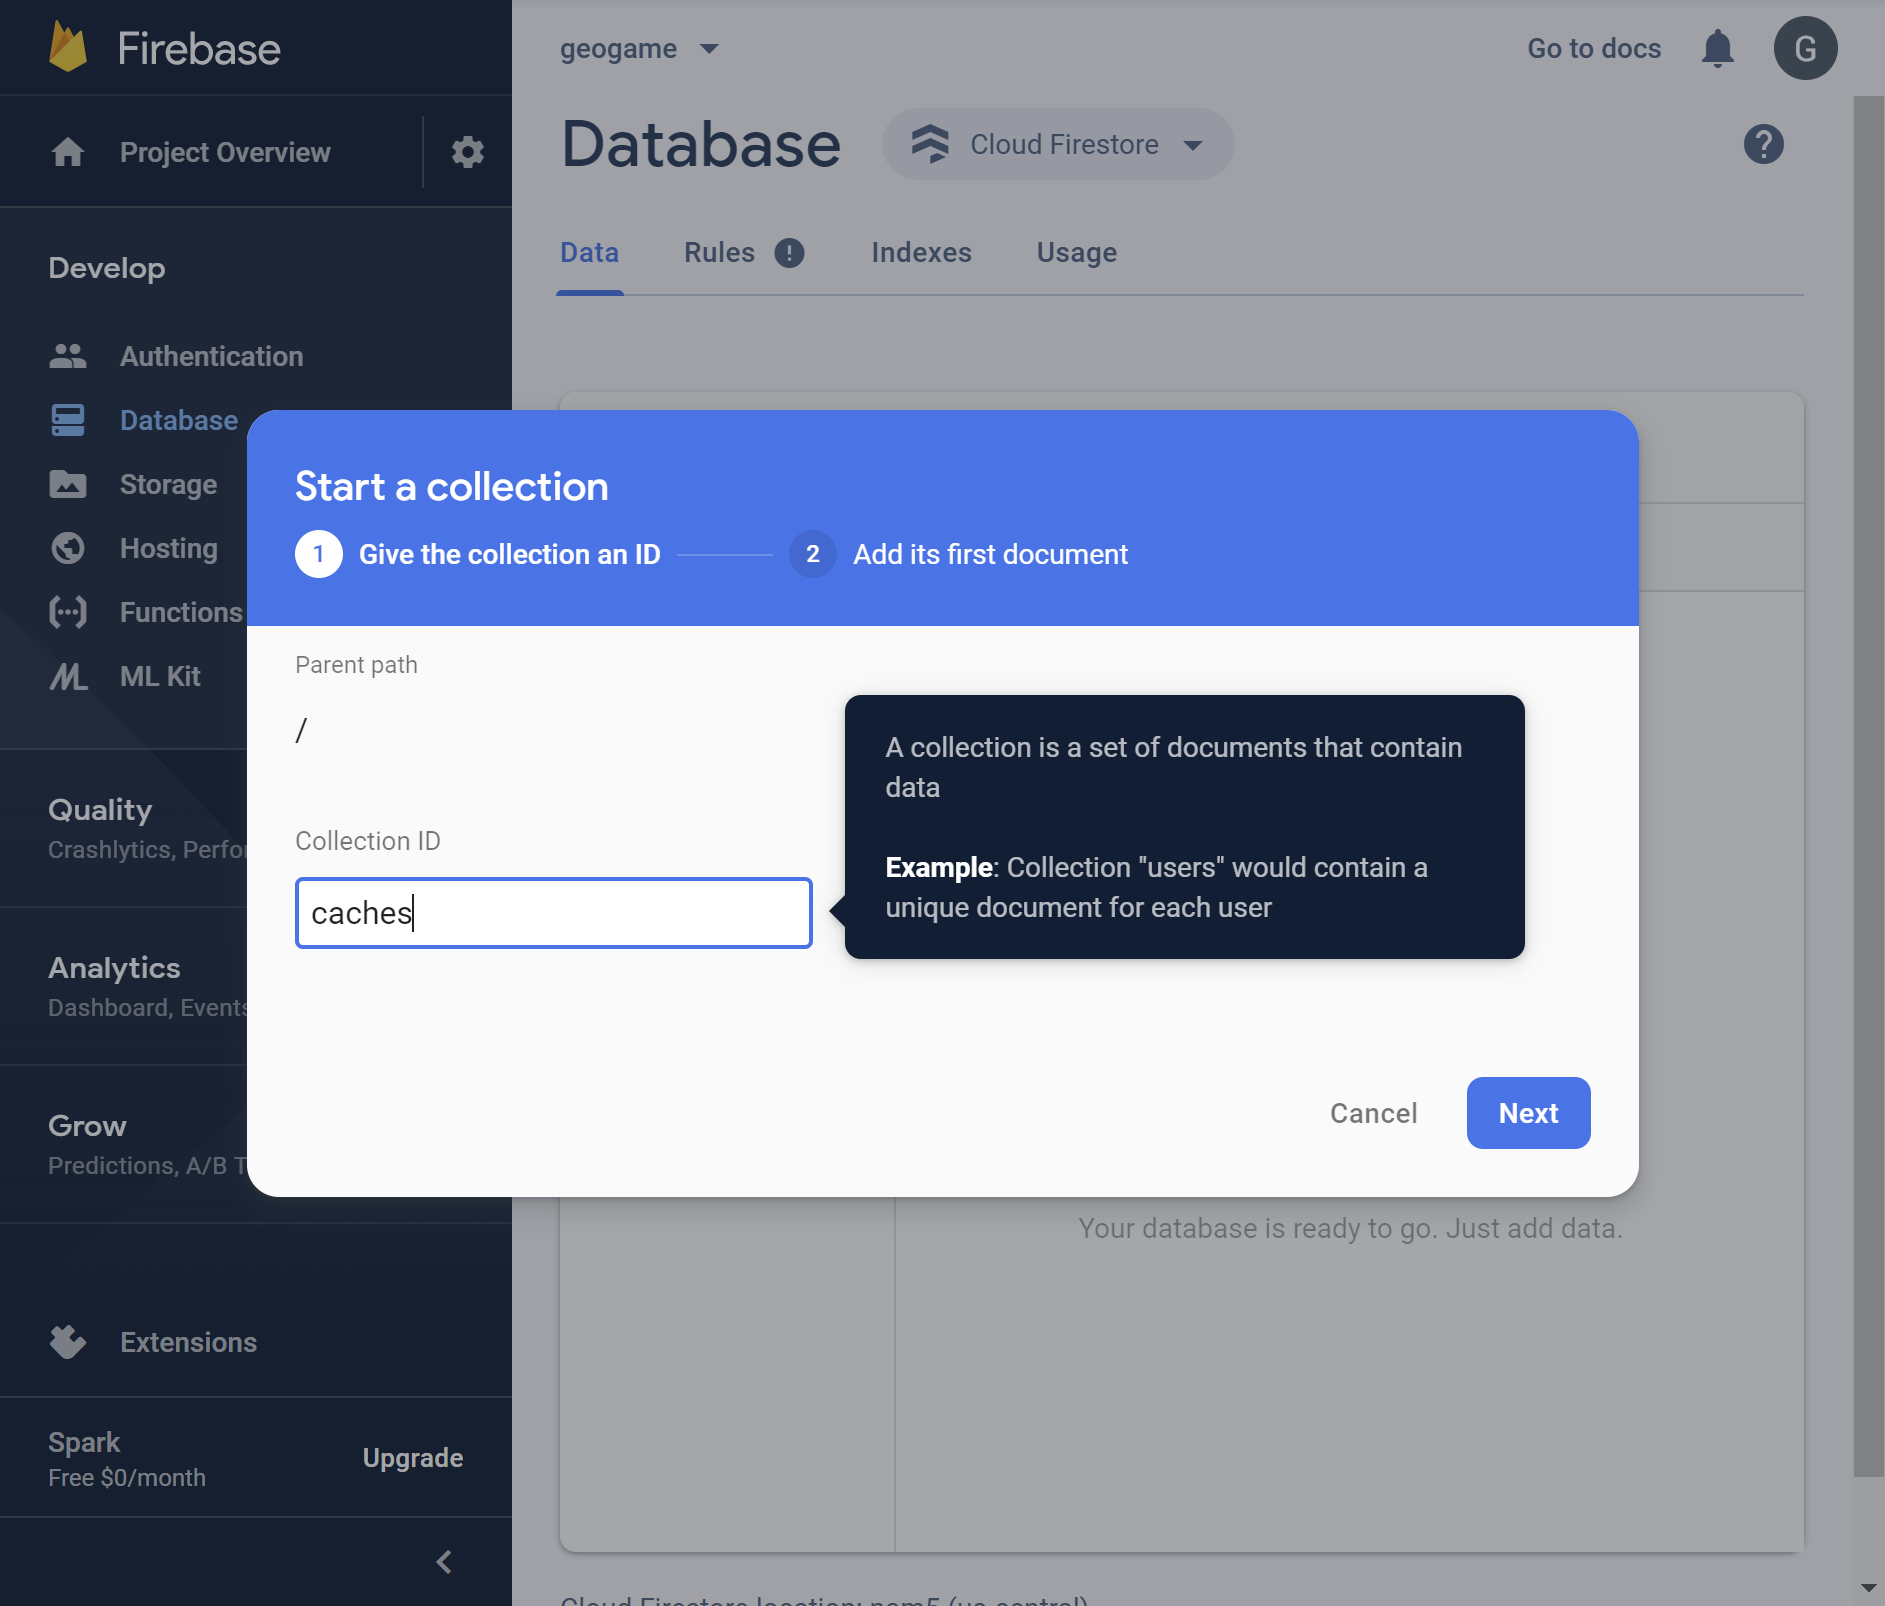 Firebase
Project Overview
Develop
Authentication
Database
Storage
Hosting
Functions
ML Kit
Quality
Crashlytics, Perfor
Analytics
Dashboard, Events
Grow
Predictions, A/B T
Extensions
Spark
Free $0/month
Upgrade
geogame
Go to docs
G
Database
Cloud Firestore
?
Data
Rules
!
Indexes
Usage
Start a collection
1 Give the collection an ID
2 Add its first document
Parent path
/
Collection ID
caches
A collection is a set of documents that contain
data
Example: Collection "users" would contain a
unique document for each user
Cancel
Next
Your database is ready to go. Just add data.
Cloud Firestore location: nam5 (us-central)